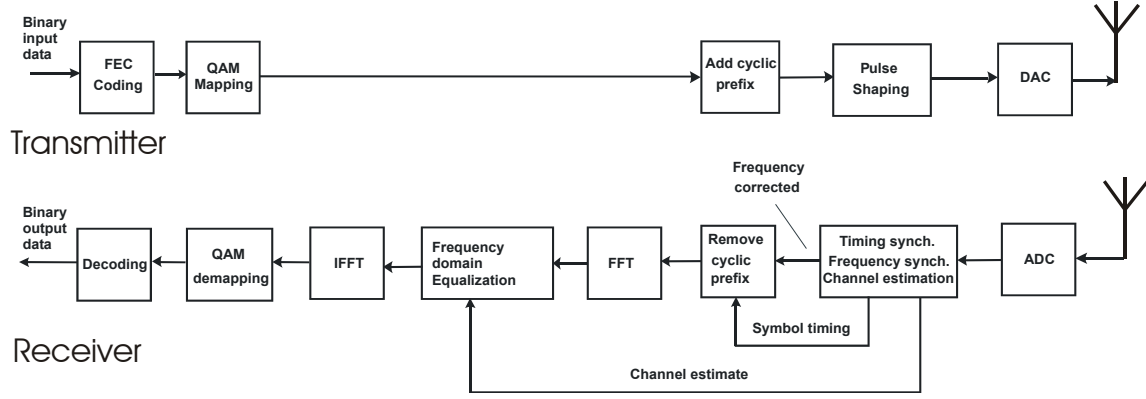 Binary
input
data
FEC
Coding
QAM
Mapping
Add cyclic
prefix
Pulse
Shaping
DAC
Transmitter
Frequency
corrected
Binary
output
data
Decoding
QAM
demapping
IFFT
Frequency
domain
Equalization
FFT
Remove
cyclic
prefix
Timing synch.
Frequency synch.
Channel estimation
ADC
Symbol timing
Receiver
Channel estimate